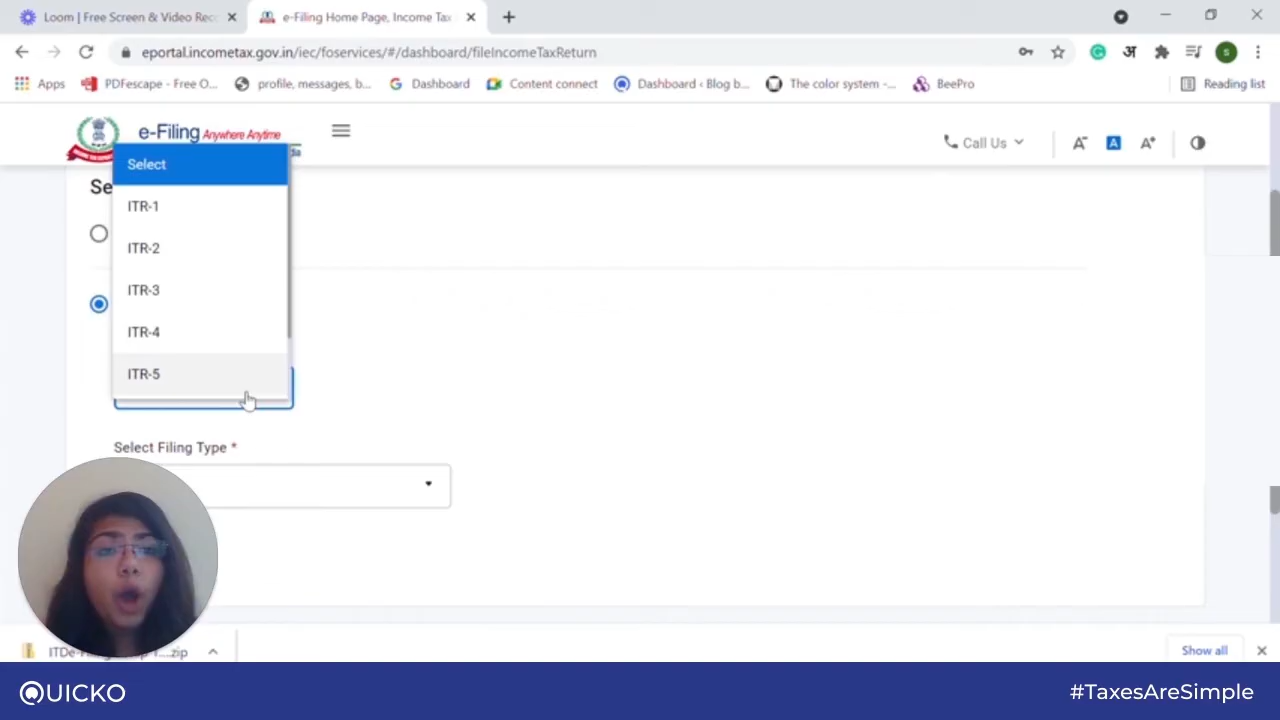 Loom | Free Screen & Video Rec
e-Filing Home Page, Income Tax
eportal.incometax.gov.in/iec/foservices/#/dashboard/fileIncomeTaxReturn
अ
s
Apps
PDFescape - Free O...
profile, messages, b...
Dashboard
Content connect
Dashboard ‹ Blog b...
The color system -...
BeePro
Reading list
e-Filing Anywhere Anytime
Call Us
A-
A
A+
Se
Select
ITR-1
ITR-2
ITR-3
ITR-4
ITR-5
Select Filing Type *
Show all
QUICKO
#TaxesAreSimple